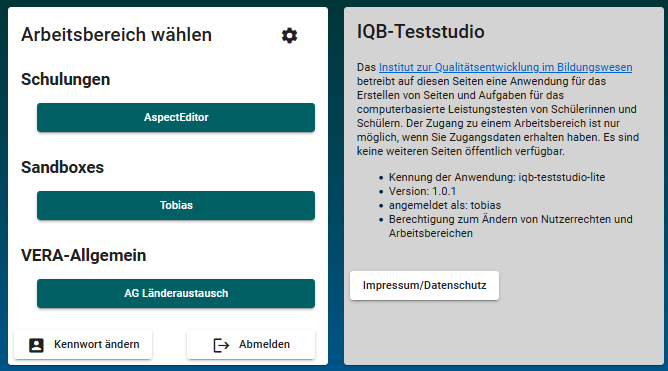 Arbeitsbereich wählen
Schulungen
AspectEditor
Sandboxes
Tobias
VERA-Allgemein
AG Länderaustausch
Kennwort ändern
Abmelden
IQB-Teststudio
Das Institut zur Qualitätsentwicklung im Bildungswesen
betreibt auf diesen Seiten eine Anwendung für das
Erstellen von Seiten und Aufgaben für das
computerbasierte Leistungstesten von Schülerinnen und
Schülern. Der Zugang zu einem Arbeitsbereich ist nur
möglich, wenn Sie Zugangsdaten erhalten haben. Es sind
keine weiteren Seiten öffentlich verfügbar.
Kennung der Anwendung: iqb-teststudio-lite
Version: 1.0.1
angemeldet als: tobias
Berechtigung zum Ändern von Nutzerrechten und
Arbeitsbereichen
Impressum/Datenschutz